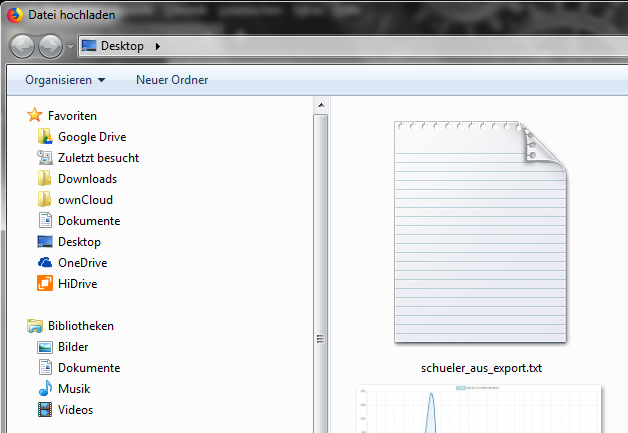 Datei hochladen
Desktop
Organisieren
Neuer Ordner
Favoriten
Google Drive
Zuletzt besucht
Downloads
ownCloud
Dokumente
Desktop
OneDrive
HiDrive
Bibliotheken
Bilder
Dokumente
Musik
Videos
schueler_aus_export.txt